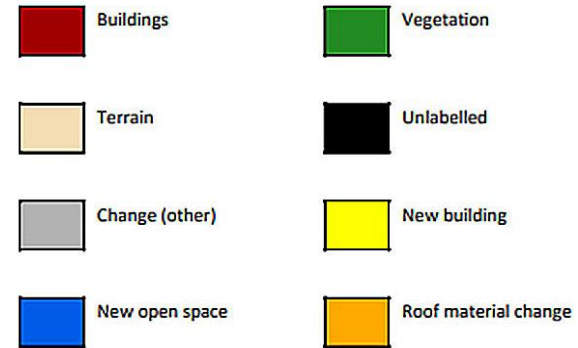 Buildings
Vegetation
Terrain
Unlabelled
Change (other)
New building
New open space
Roof material change